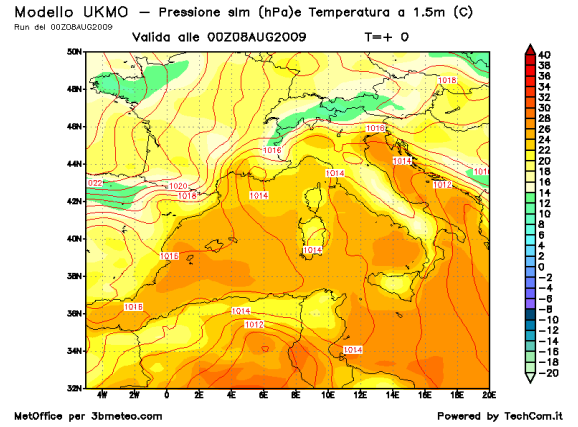 Modello UKMO — Pressione slm (hPa)e Temperatura a 1.5m (C)
Run del 00Z08AUG2009
Valida alle 00Z08AUG2009 T=+ 0
50N
48N
46N
44N
42N
40N
38N
36N
34N
32N
4W 2W 0 2E 4E 6E 8E 10E 12E 14E 16E 18E 20E
1018
1016
1016
1014
1014
1012
1022
1020
1018
1014
1014
1014
1012
1014
40
38
36
34
32
30
28
26
24
22
20
18
16
14
12
10
8
6
4
2
0
−2
−4
−6
−8
−10
−12
−14
−16
−18
−20
MetOffice per 3bmeteo.com
Powered by TechCom.it